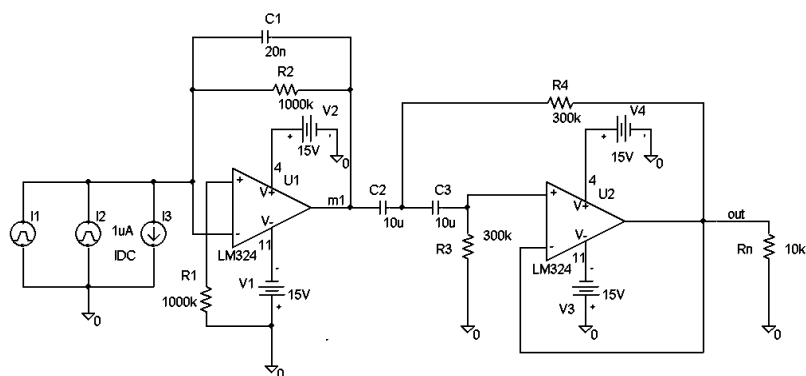 C1
20n
R2
1000k
R4
300k
V2
+ -
15V
0
V4
+ -
15V
0
4
U1
V+
+
-
V-
11
LM324
m1
C2
10u
C3
10u
4
U2
V+
+
-
V-
11
LM324
out
I1
I2
1uA
I3
IDC
0
R1
1000k
V1
-
15V
+
0
R3
300k
0
V3
-
15V
+
0
Rn
10k
0